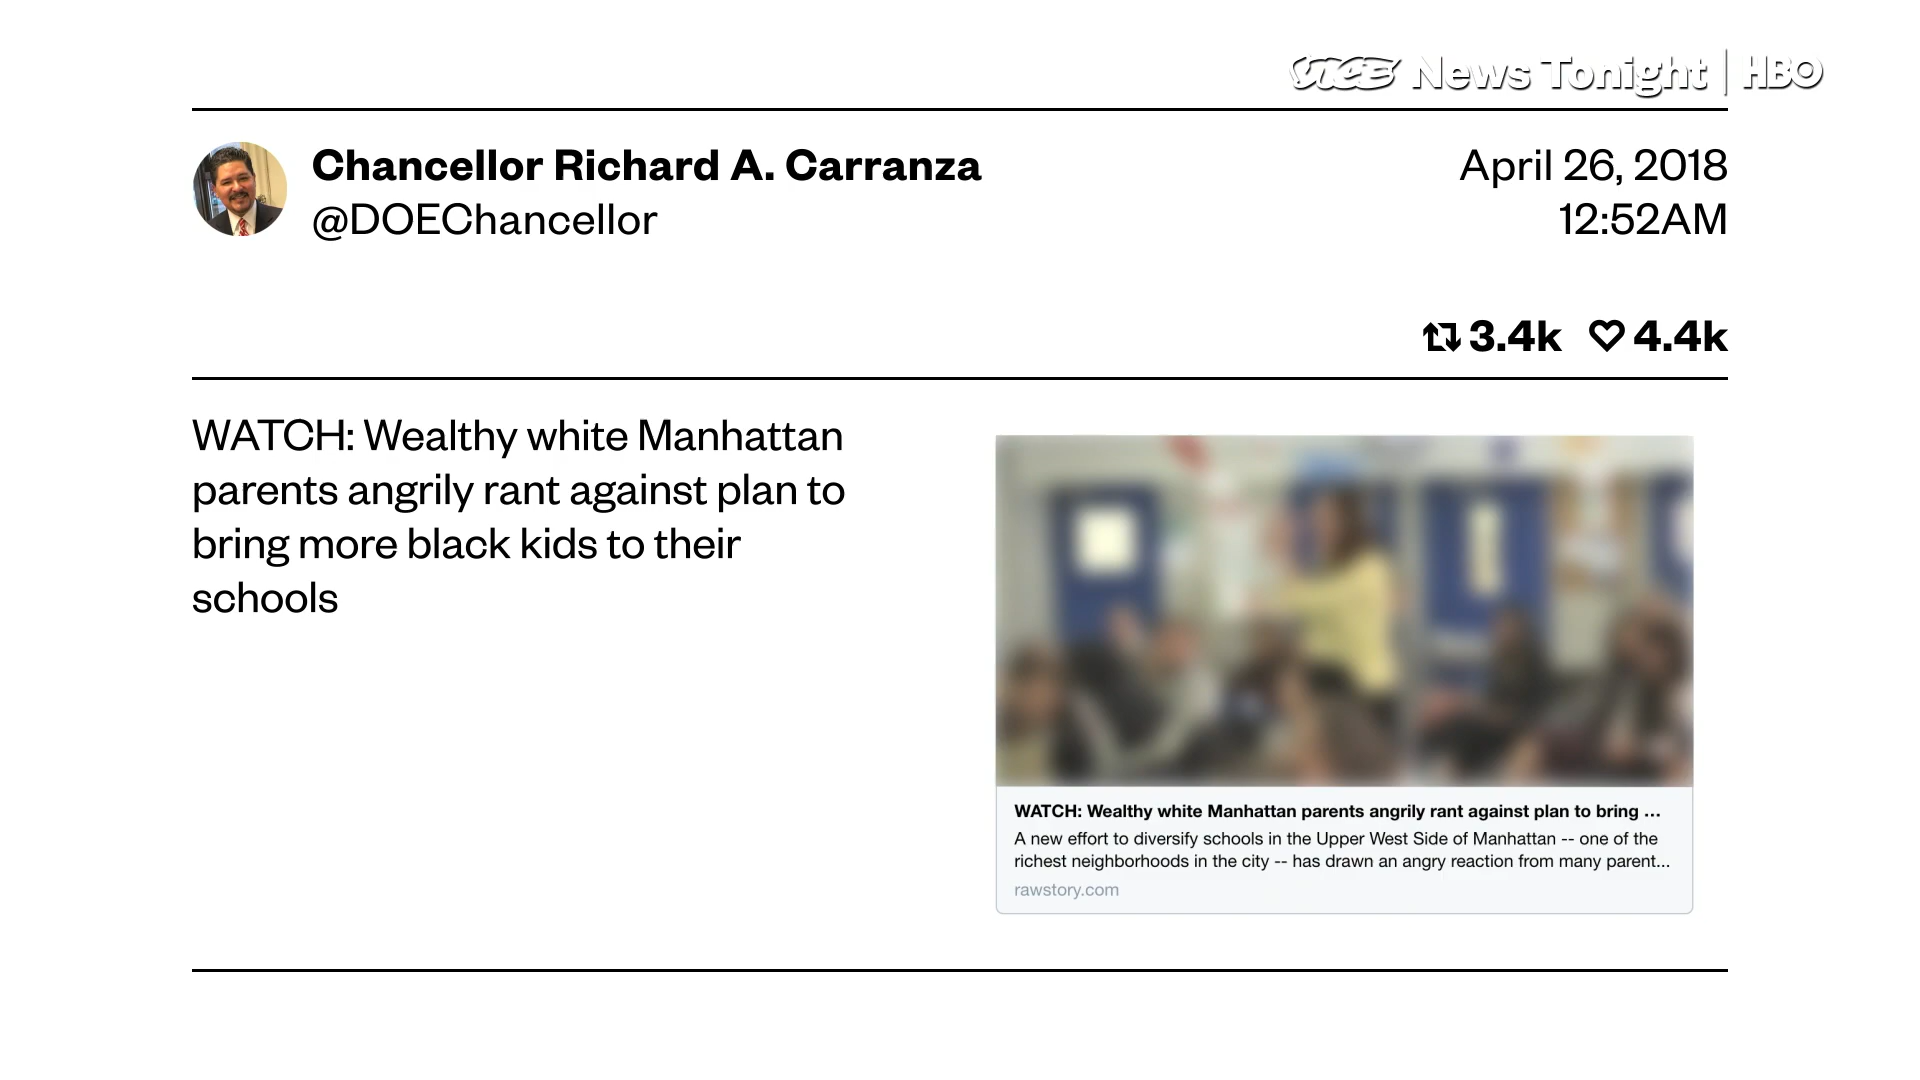 VICE News Tonight | HBO
Chancellor Richard A. Carranza
@DOEChancellor
April 26, 2018
12:52AM
3.4k 4.4k
WATCH: Wealthy white Manhattan
parents angrily rant against plan to
bring more black kids to their
schools
WATCH: Wealthy white Manhattan parents angrily rant against plan to bring ...
A new effort to diversify schools in the Upper West Side of Manhattan -- one of the
richest neighborhoods in the city -- has drawn an angry reaction from many parent...
rawstory.com